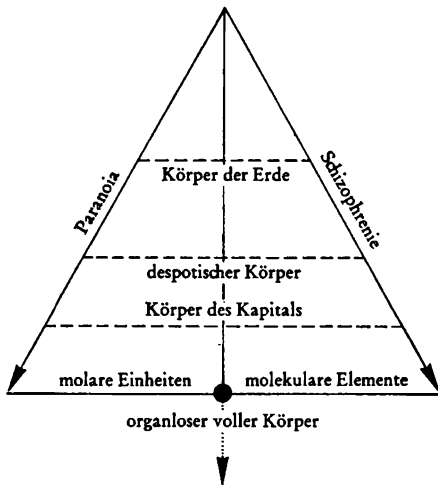 Paranoia
Schizophrenie
Körper der Erde
despotischer Körper
Körper des Kapitals
molare Einheiten
molekulare Elemente
organloser voller Körper